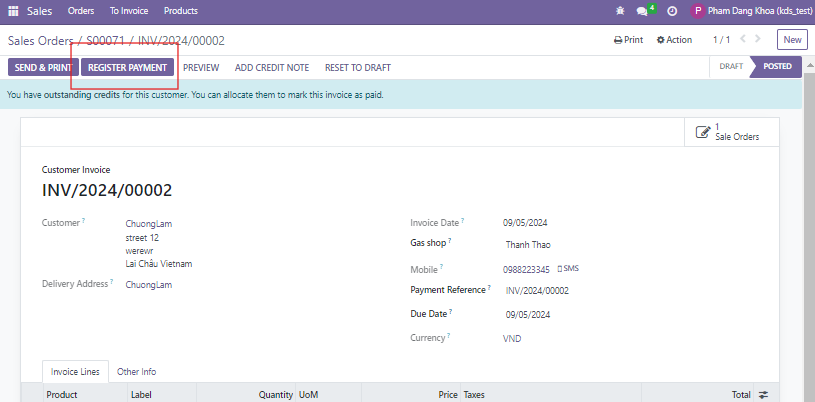 Sales Orders To Invoice Products 4 P Pham Dang Khoa (kds_test)
Sales Orders / S00071 / INV/2024/00002 Print Action 1 / 1 New
SEND & PRINT REGISTER PAYMENT PREVIEW ADD CREDIT NOTE RESET TO DRAFT DRAFT POSTED
You have outstanding credits for this customer. You can allocate them to mark this invoice as paid.
1
Sale Orders
Customer Invoice
INV/2024/00002
Customer ? ChuongLam
street 12
werewr
Lai Châu Vietnam
Delivery Address ? ChuongLam
Invoice Date ? 09/05/2024
Gas shop ? Thanh Thao
Mobile ? 0988223345 SMS
Payment Reference ? INV/2024/00002
Due Date ? 09/05/2024
Currency ? VND
Invoice Lines Other Info
Product Label Quantity UoM Price Taxes Total